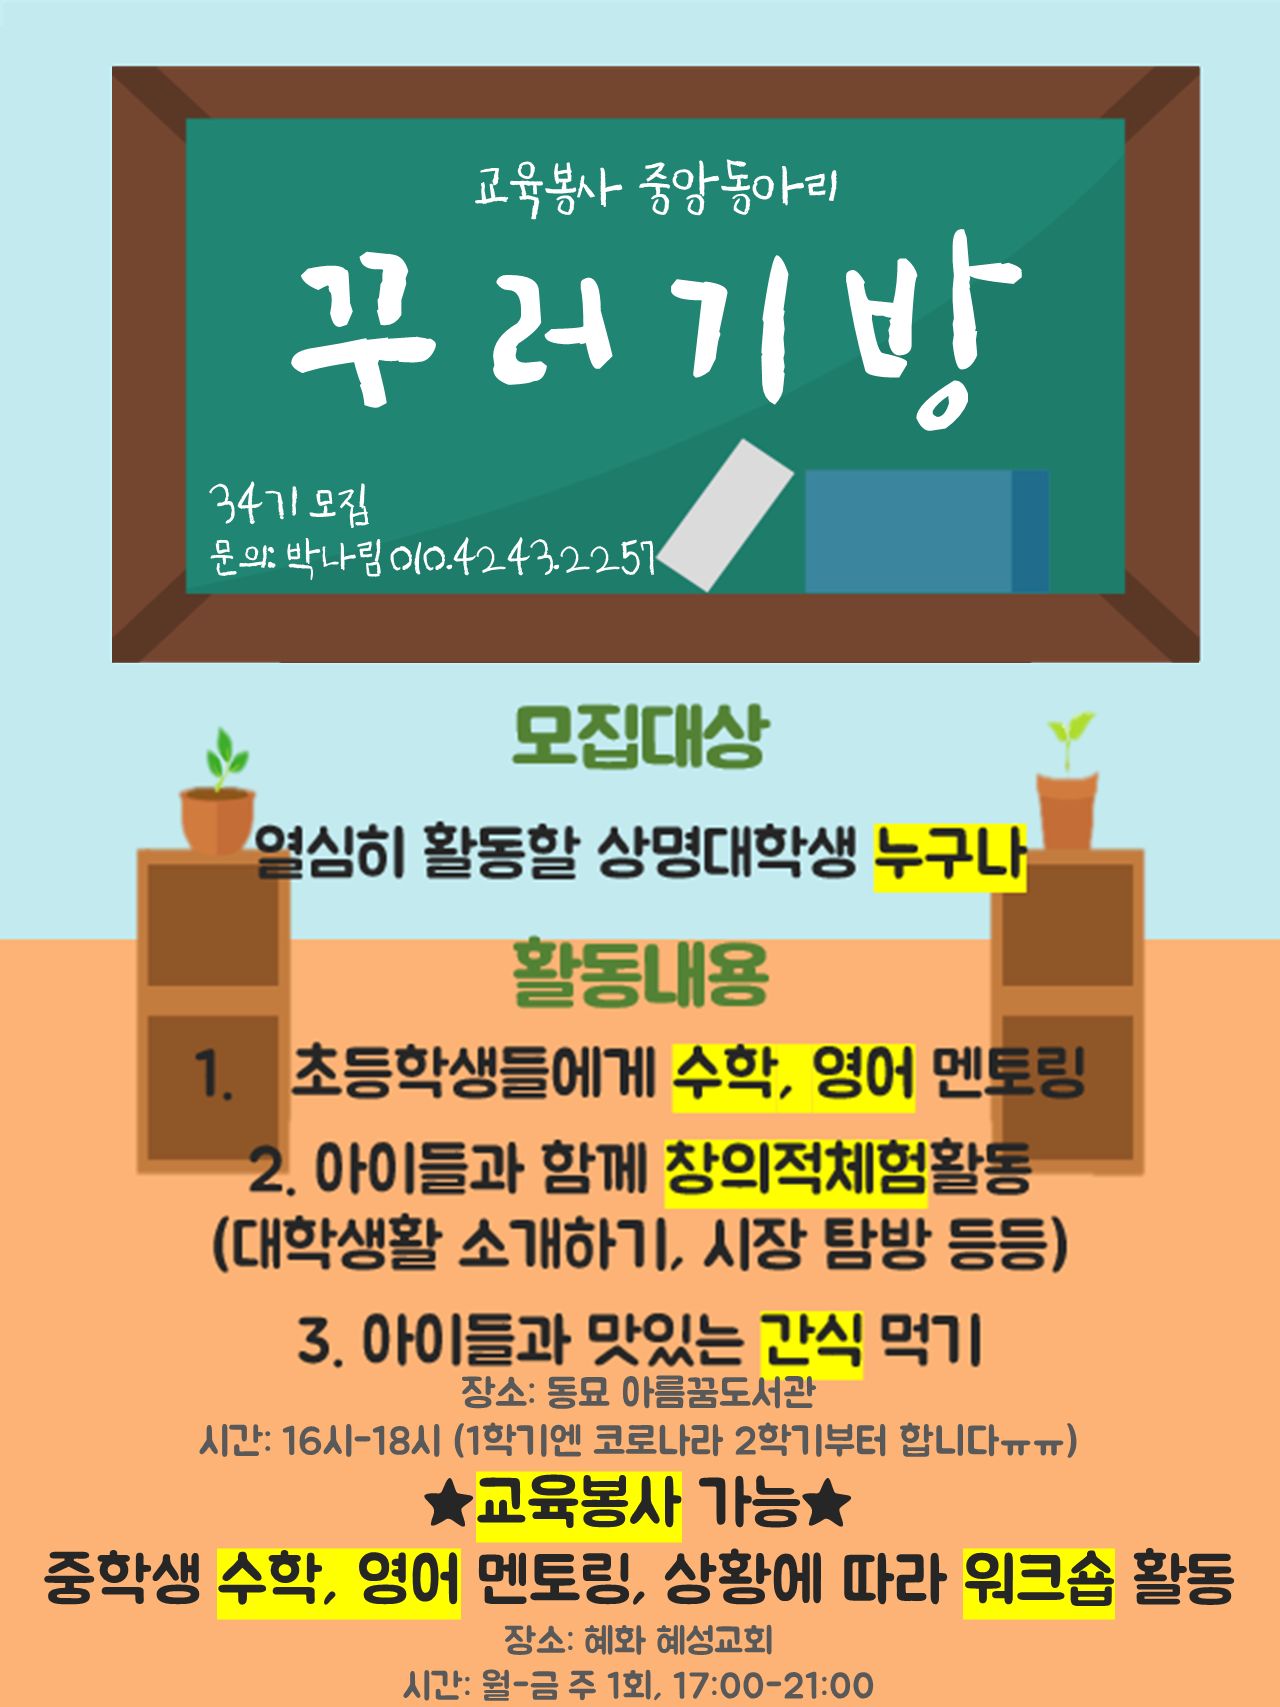 교육봉사 중앙동아리
꾸러기방
34기 모집
문의: 박나림 010.4243.2257
모집대상
열심히 활동할 상명대학생 누구나
활동내용
1. 초등학생들에게 수학, 영어 멘토링
2. 아이들과 함께 창의적체험활동
(대학생활 소개하기, 시장 탐방 등등)
3. 아이들과 맛있는 간식 먹기
장소: 동묘 아름꿈도서관
시간: 16시-18시 (1학기엔 코로나라 2학기부터 합니다ㅠㅠ)
★교육봉사 가능★
중학생 수학, 영어 멘토링, 상황에 따라 워크숍 활동
장소: 혜화 혜성교회
시간: 월-금 주 1회, 17:00-21:00